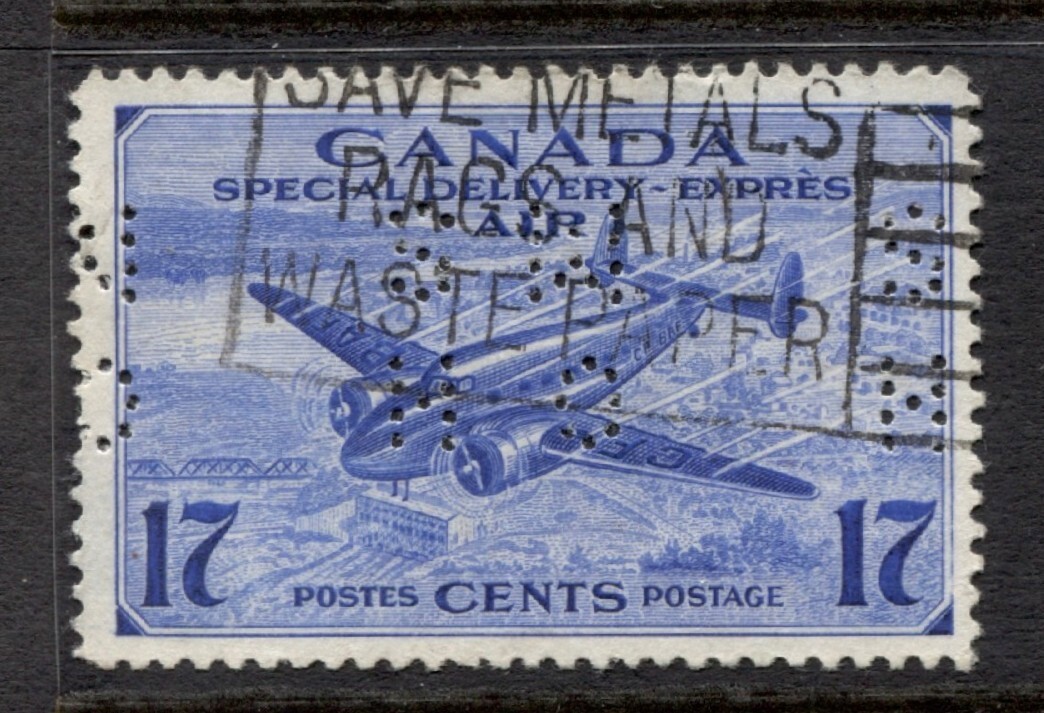 SAVE METALS
RAGS AND
WASTE PAPER
CANADA
SPECIAL DELIVERY - EXPRÈS
AIR
17 17
POSTES CENTS POSTAGE